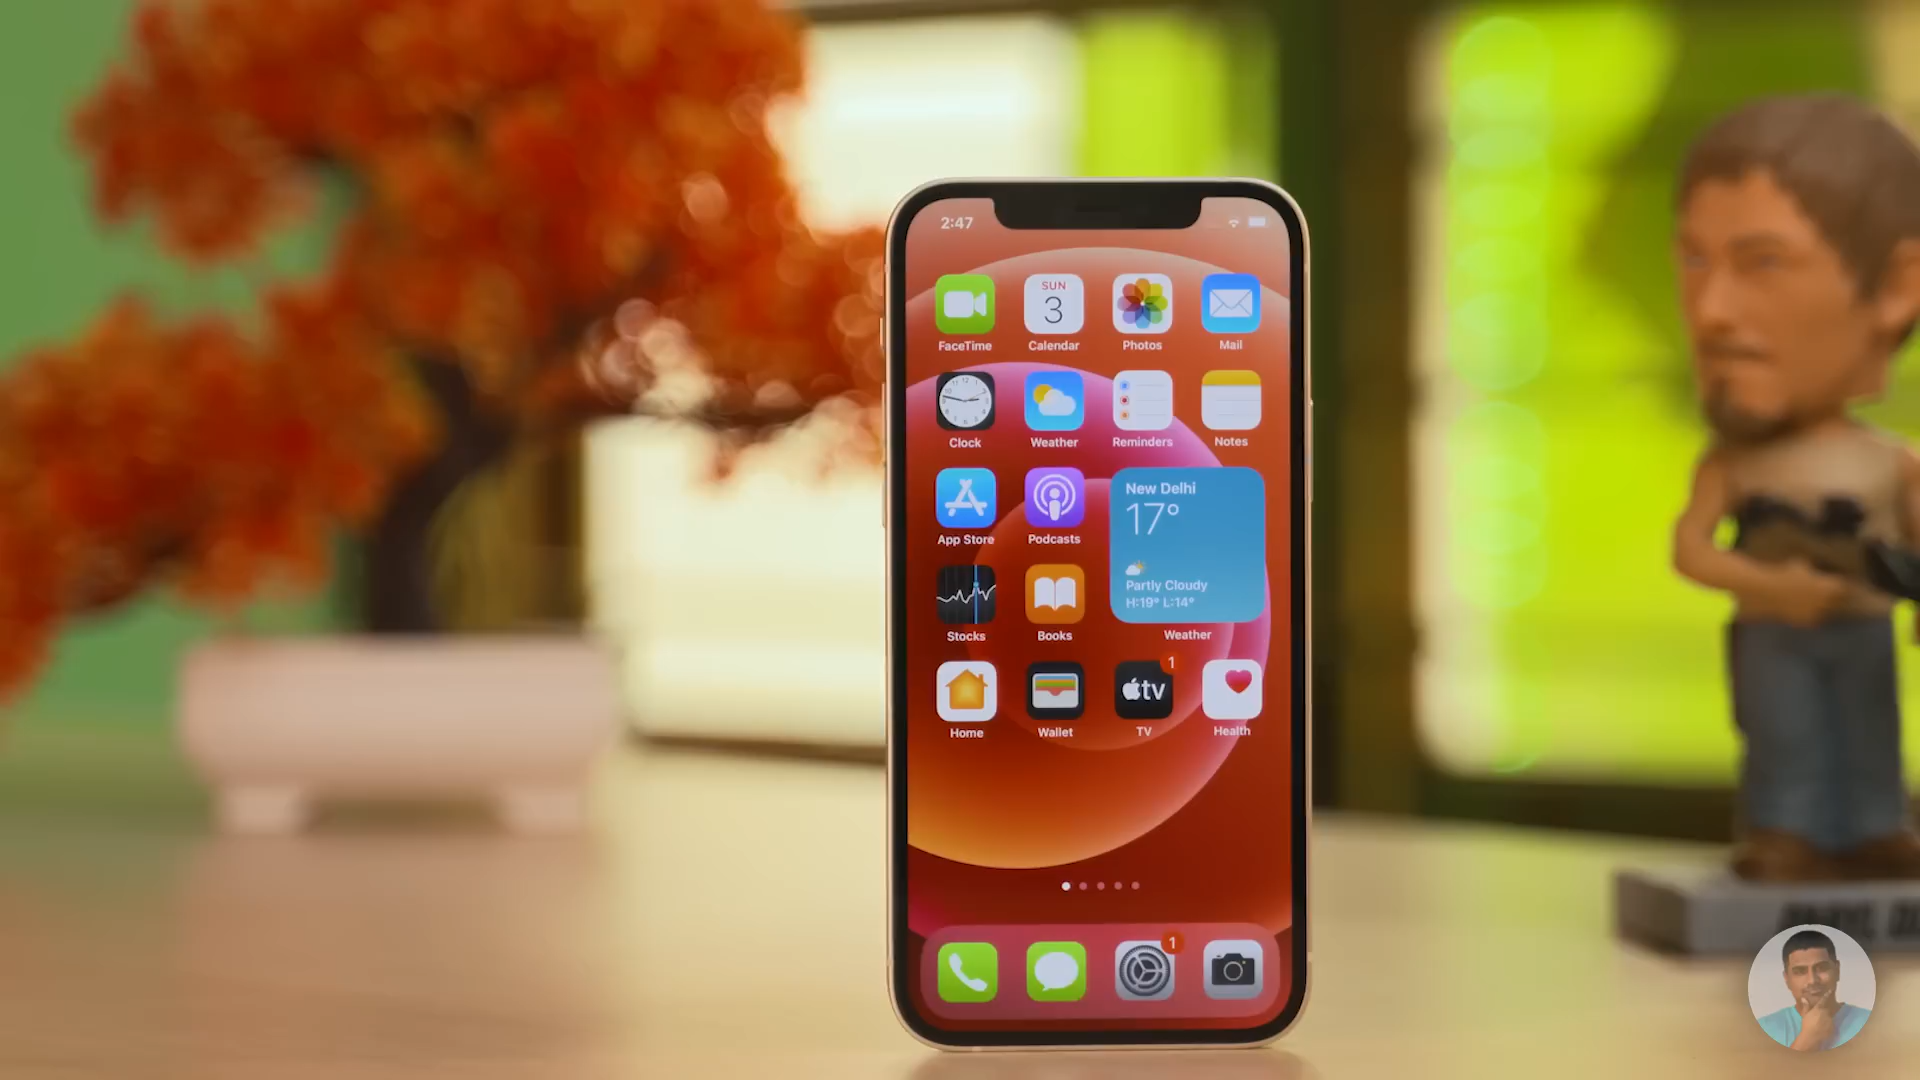 2:47
SUN
3
FaceTime
Calendar
Photos
Mail
Clock
Weather
Reminders
Notes
App Store
Podcasts
New Delhi
17°
Partly Cloudy
H:19° L:14°
Stocks
Books
Weather
tv
1
Home
Wallet
TV
Health
1